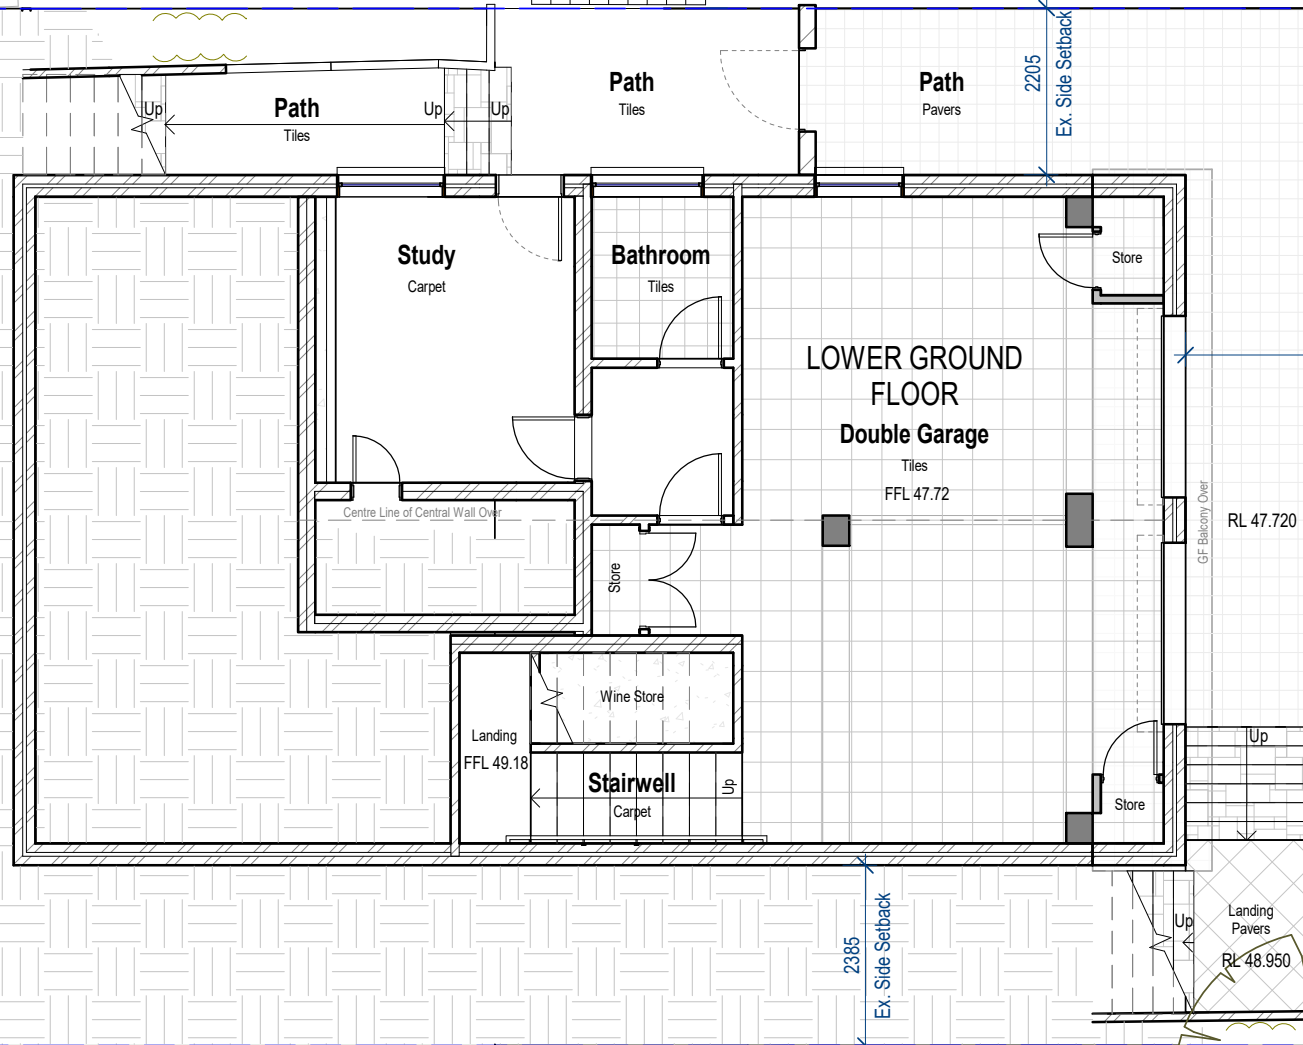 Path
Tiles
Up
Up
Up
Path
Tiles
Path
Pavers
2205
Ex. Side Setback
Study
Carpet
Bathroom
Tiles
Store
LOWER GROUND
FLOOR
Double Garage
Tiles
FFL 47.72
Centre Line of Central Wall Over
GF Balcony Over
RL 47.720
Store
Wine Store
Landing
FFL 49.18
Stairwell
Carpet
Up
Store
Up
2385
Ex. Side Setback
Up
Landing
Pavers
RL 48.950